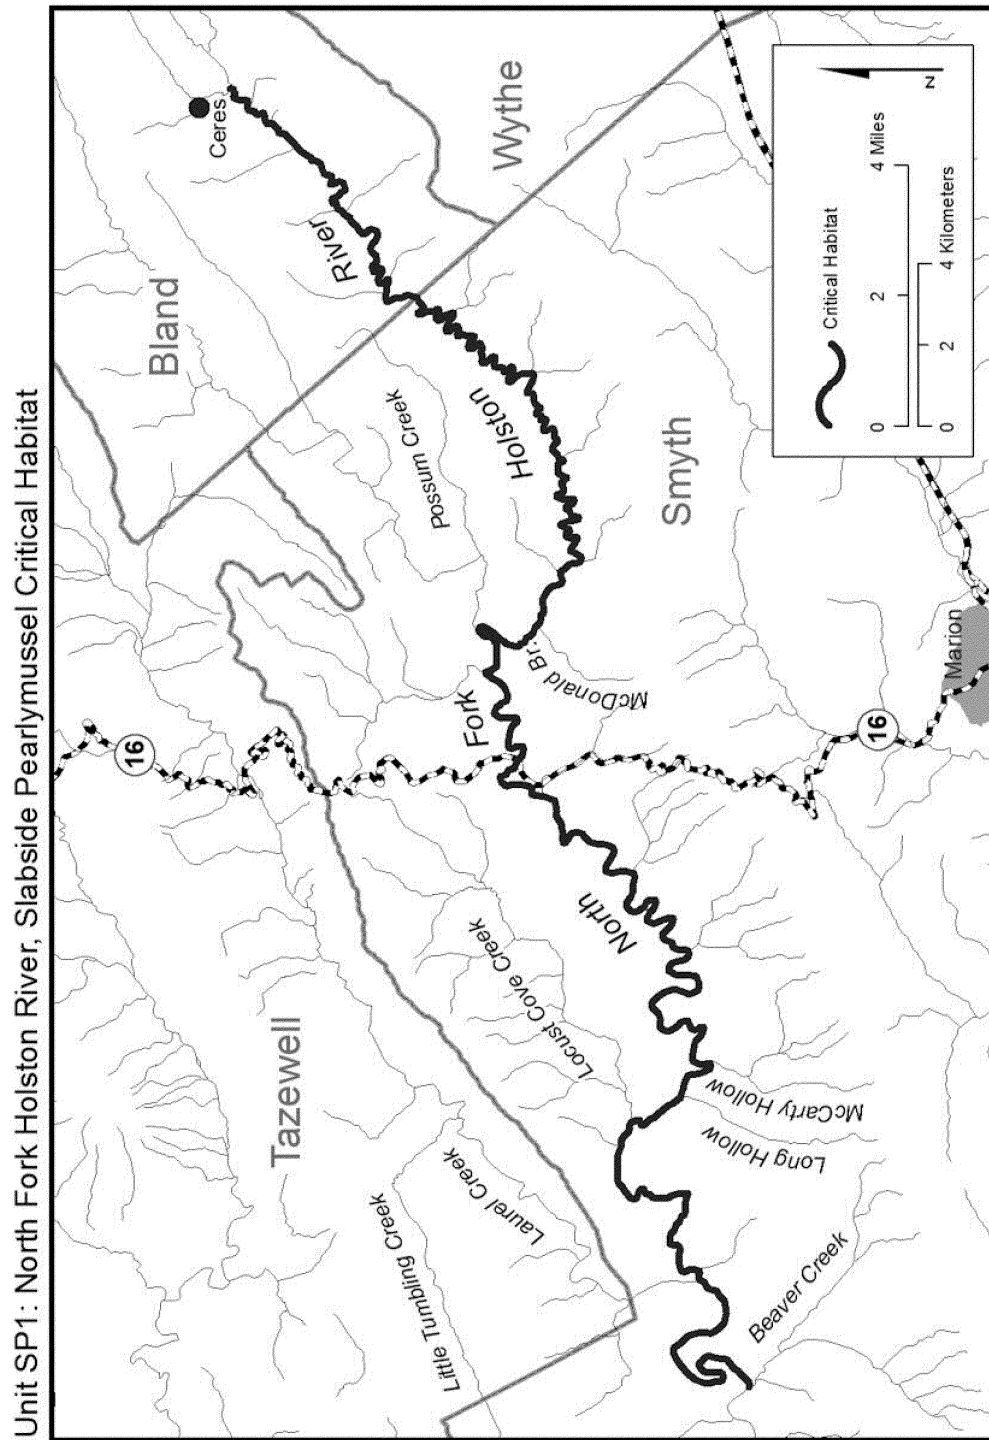 Unit SP1: North Fork Holston River, Slabside Pearlymussel Critical Habitat
Ceres
Bland
Wythe
River
Possum Creek
Holston
Smyth
16
Fork
McDonald Br.
Tazewell
Locust Cove Creek
North
16
Marion
Laurel Creek
Little Tumbling Creek
McCarty Hollow
Long Hollow
Beaver Creek
N
Critical Habitat
0 2 4 Miles
0 2 4 Kilometers